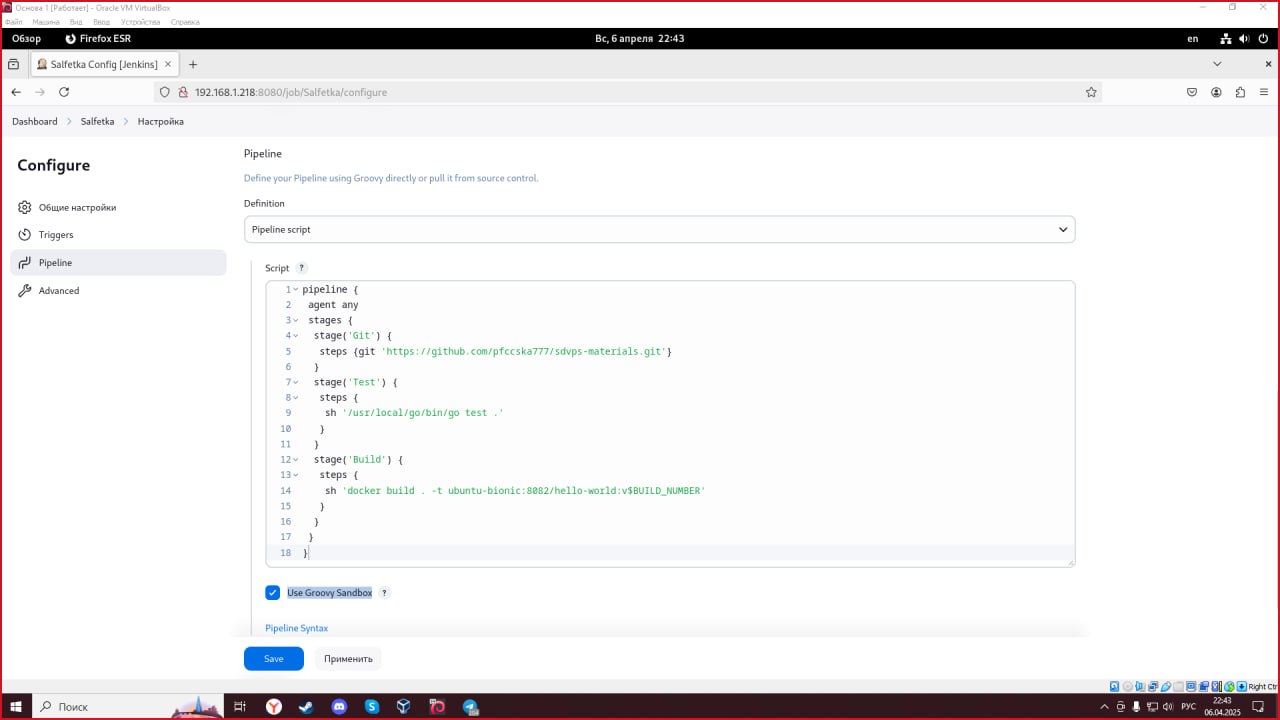 Основа 1 [Работает] - Oracle VM VirtualBox
Файл Машина Вид Ввод Устройства Справка
Обзор Firefox ESR Вс, 6 апреля 22:43 en
Salfetka Config [Jenkins]
192.168.1.218:8080/job/Salfetka/configure
Dashboard Salfetka Настройка
Configure
Общие настройки
Triggers
Pipeline
Advanced
Pipeline
Define your Pipeline using Groovy directly or pull it from source control.
Definition
Pipeline script
Script ?
1 pipeline {
2 agent any
3 stages {
4 stage('Git') {
5 steps {git 'https://github.com/pfccska777/sdvps-materials.git'}
6 }
7 stage('Test') {
8 steps {
9 sh '/usr/local/go/bin/go test .'
10 }
11 }
12 stage('Build') {
13 steps {
14 sh 'docker build . -t ubuntu-bionic:8082/hello-world:v$BUILD_NUMBER'
15 }
16 }
17 }
18 }
Use Groovy Sandbox ?
Pipeline Syntax
Save Применить
Right Ctrl
Поиск
РУС
22:43
06.04.2025